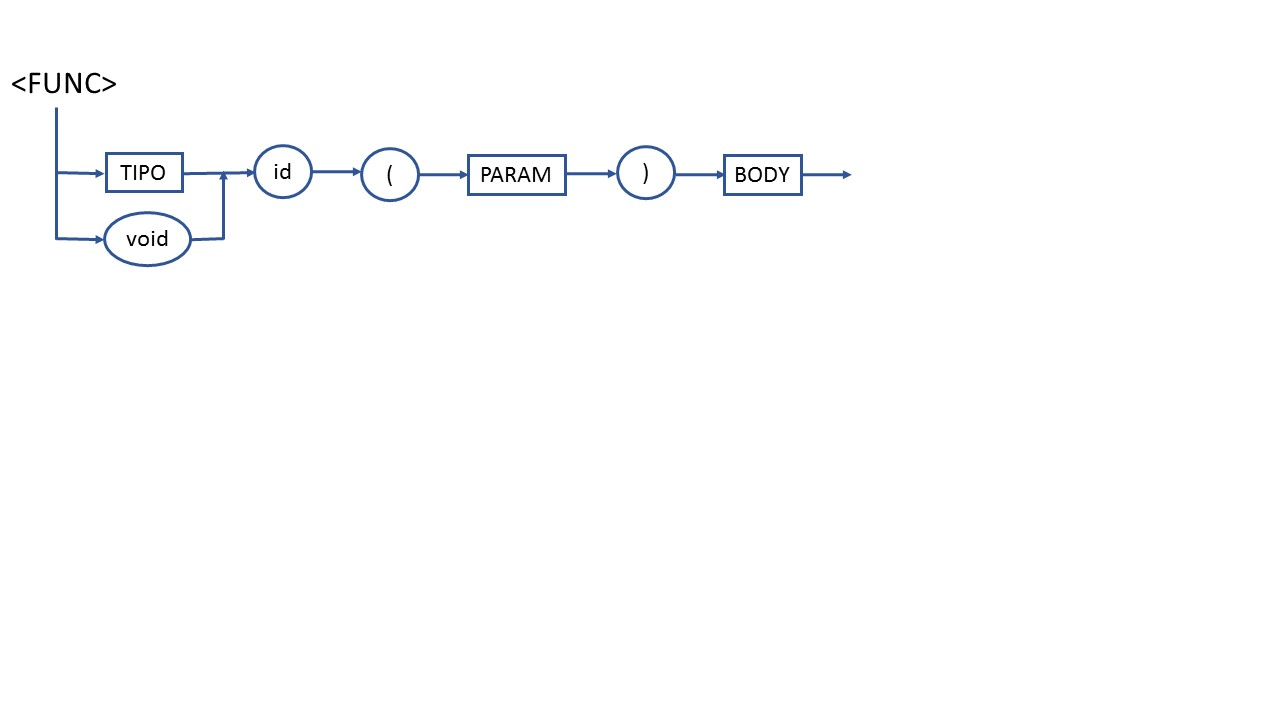 <FUNC>
TIPO id ( PARAM ) BODY
void